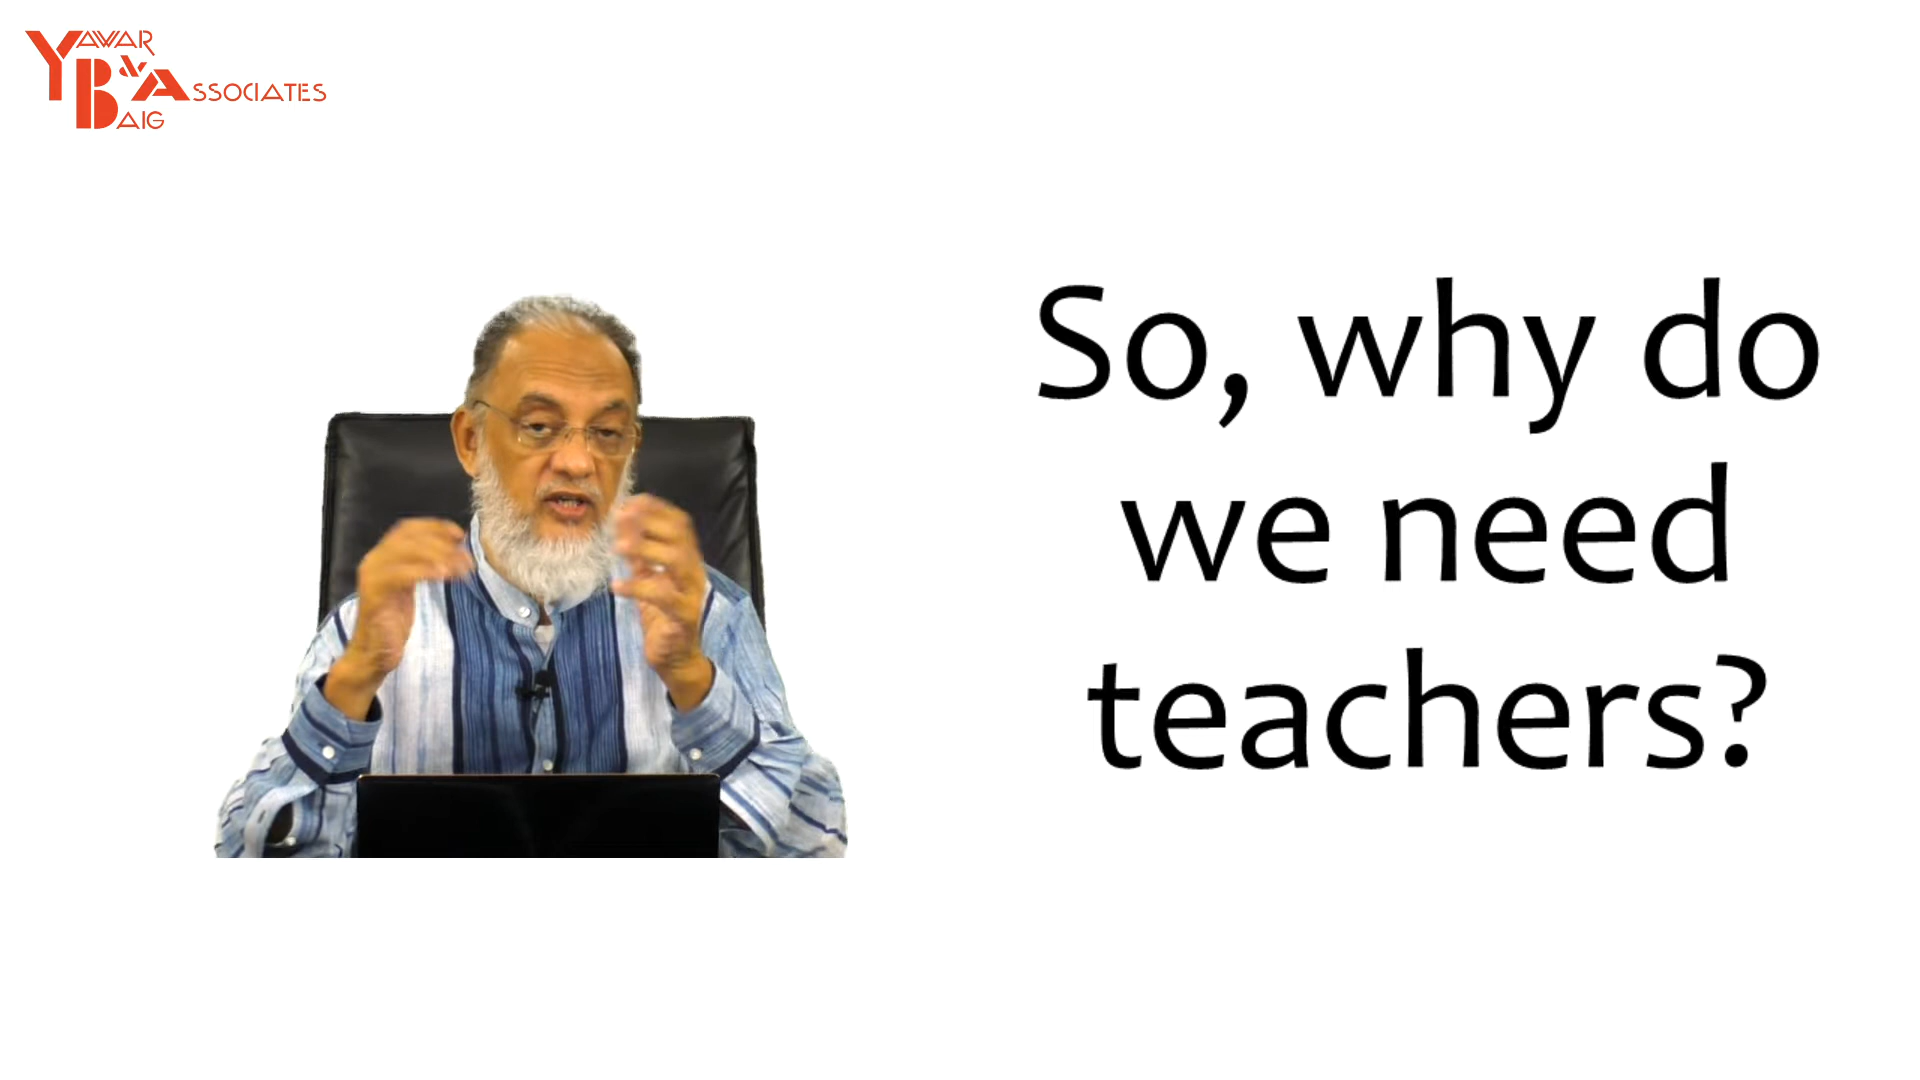 YAWAR
B & ASSOCIATES
BAIG
So, why do
we need
teachers?